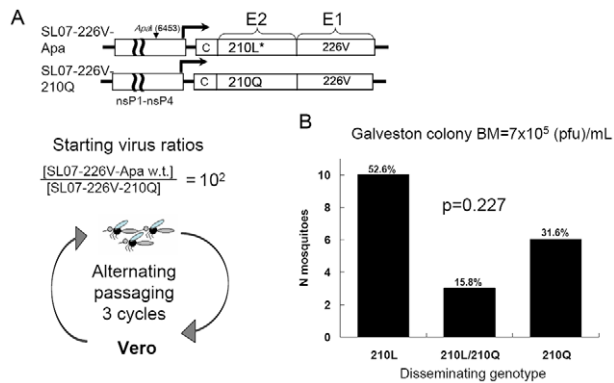 A
E2 E1
SL07-226V-Apa
ApaI (6453)
C 210L* 226V
SL07-226V-210Q
C 210Q 226V
nsP1-nsP4
Starting virus ratios
[SL07-226V-Apa w.t.]
[SL07-226V-210Q]
=10²
Alternating
passaging
3 cycles
Vero
B
Galveston colony BM=7x10⁵ (pfu)/mL
N mosquitoes
10
8
6
4
2
0
52.6%
p=0.227
15.8%
31.6%
210L 210L/210Q 210Q
Disseminating genotype